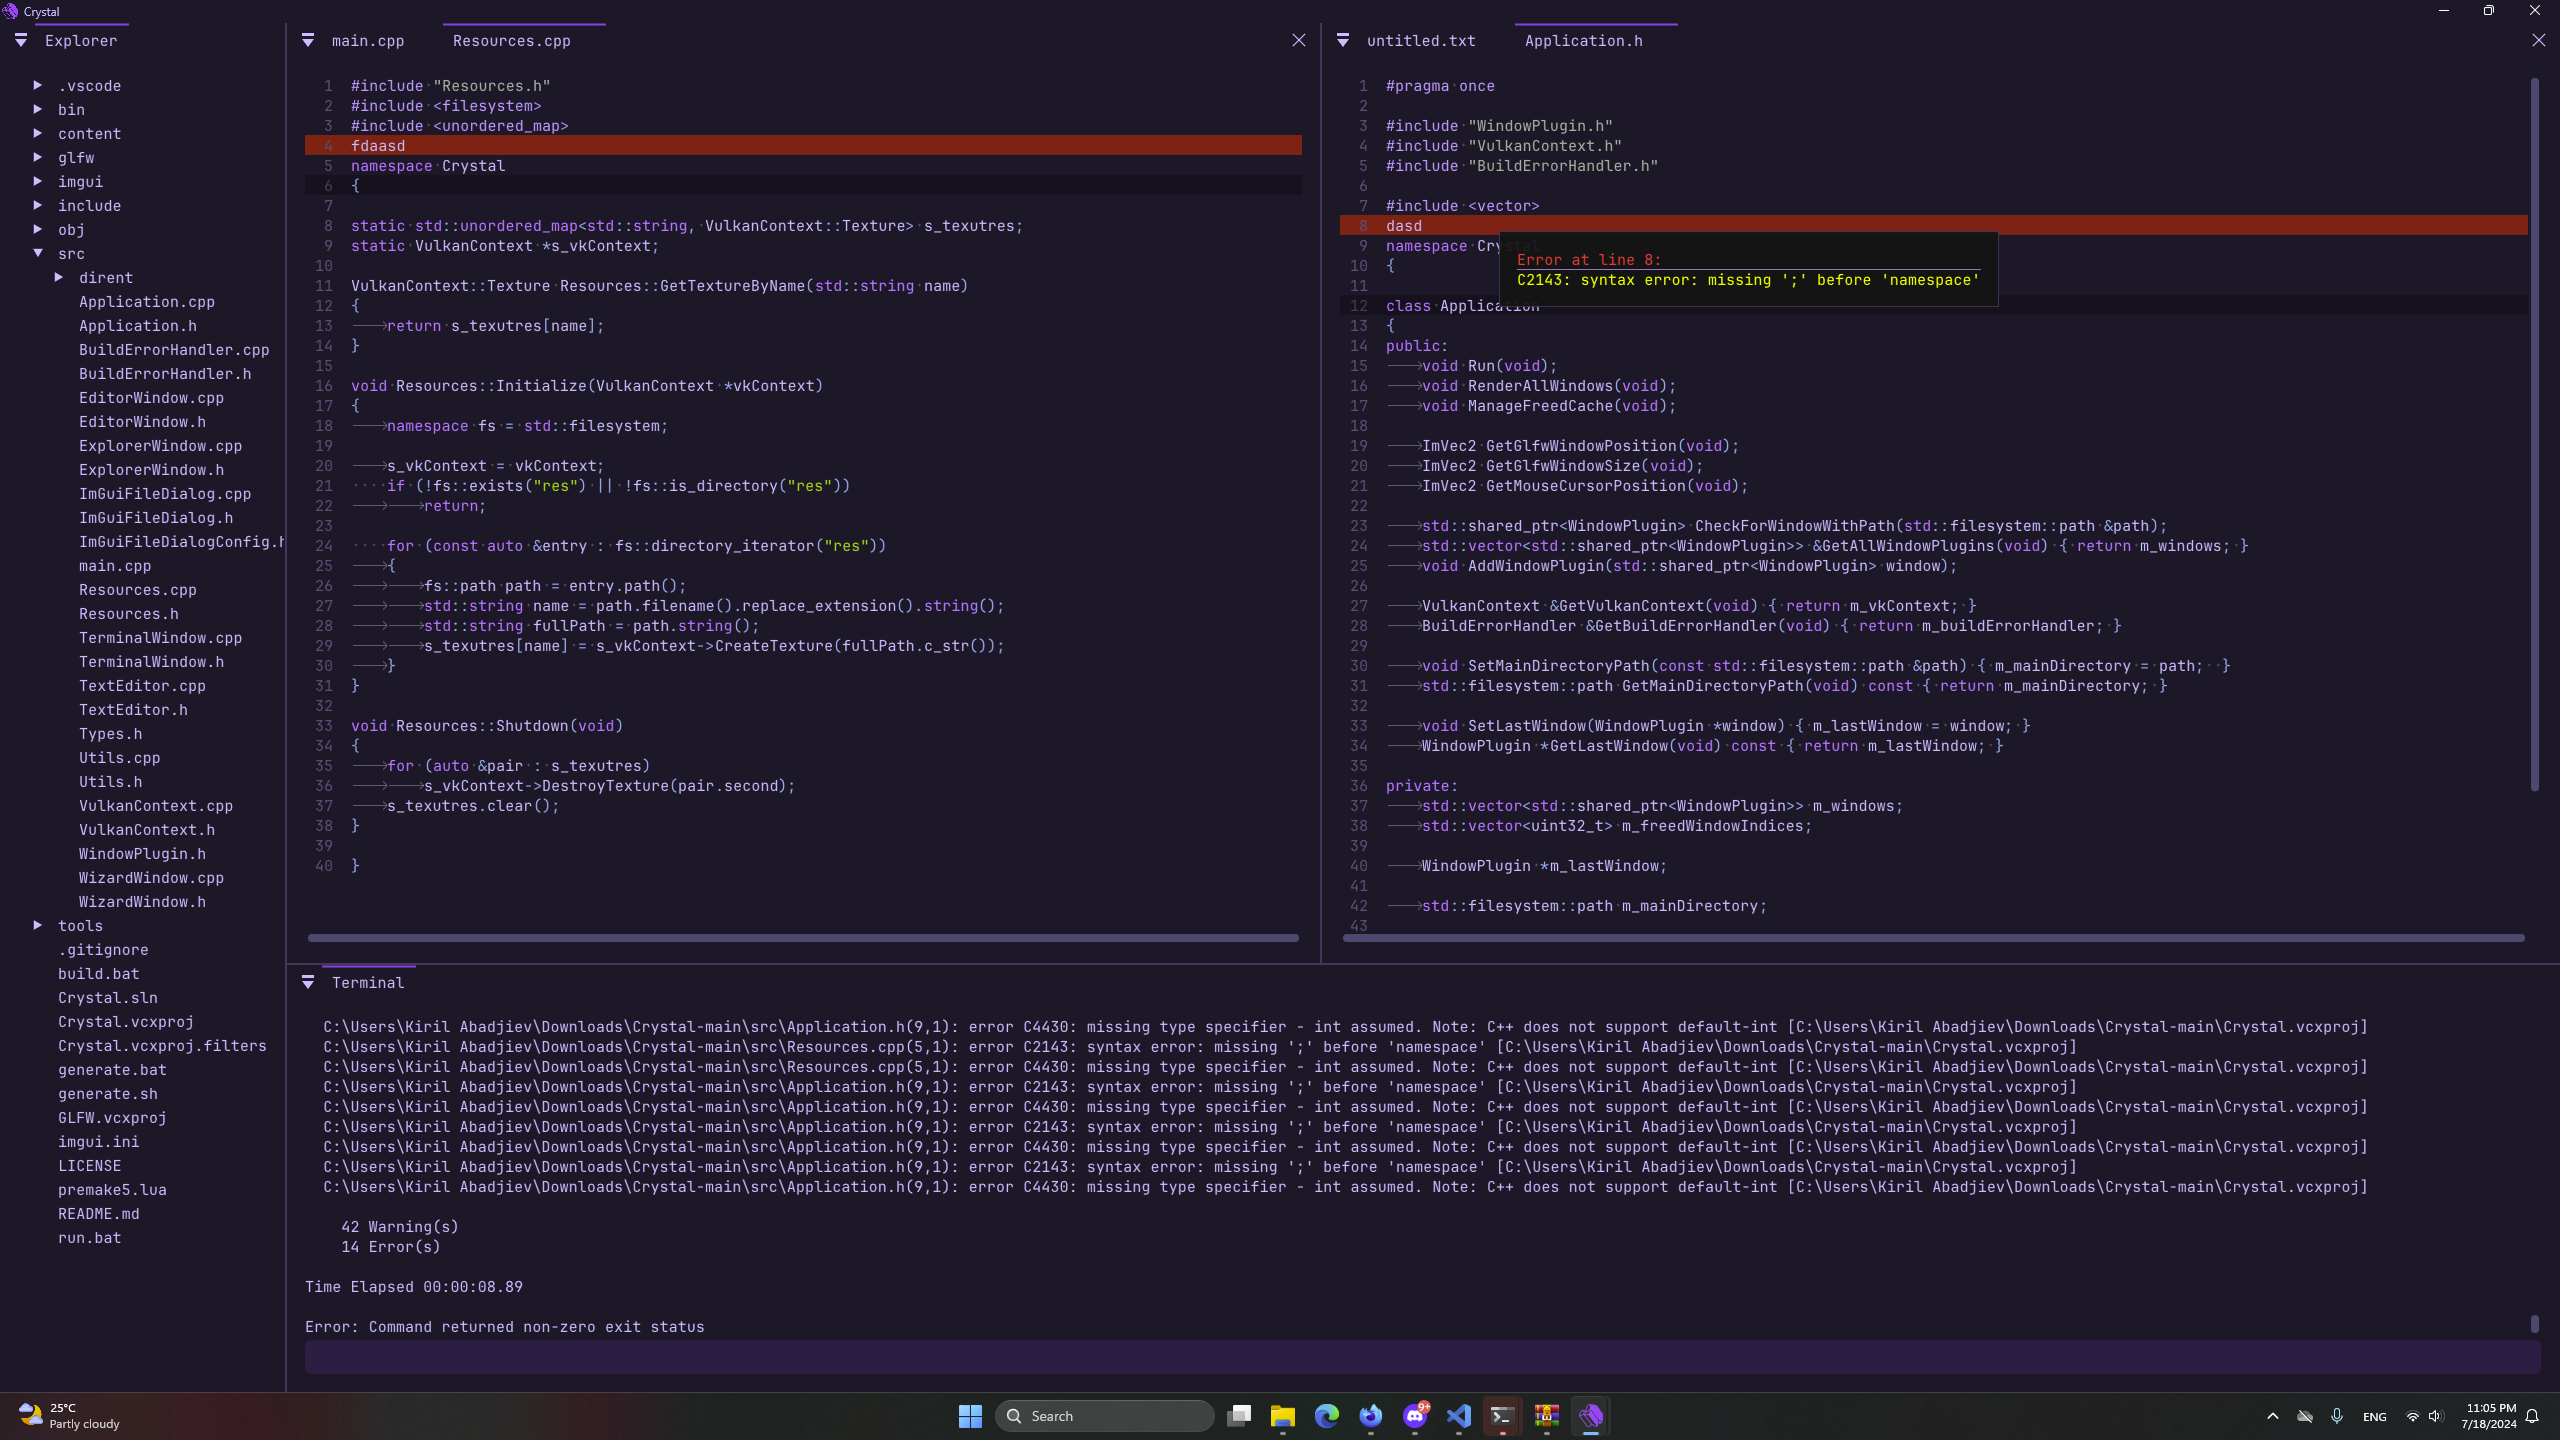 Crystal
Explorer
.vscode
bin
content
glfw
imgui
include
obj
src
dirent
Application.cpp
Application.h
BuildErrorHandler.cpp
BuildErrorHandler.h
EditorWindow.cpp
EditorWindow.h
ExplorerWindow.cpp
ExplorerWindow.h
ImGuiFileDialog.cpp
ImGuiFileDialog.h
ImGuiFileDialogConfig.h
main.cpp
Resources.cpp
Resources.h
TerminalWindow.cpp
TerminalWindow.h
TextEditor.cpp
TextEditor.h
Types.h
Utils.cpp
Utils.h
VulkanContext.cpp
VulkanContext.h
WindowPlugin.h
WizardWindow.cpp
WizardWindow.h
tools
.gitignore
build.bat
Crystal.sln
Crystal.vcxproj
Crystal.vcxproj.filters
generate.bat
generate.sh
GLFW.vcxproj
imgui.ini
LICENSE
premake5.lua
README.md
run.bat
main.cpp Resources.cpp
1 #include "Resources.h"
2 #include <filesystem>
3 #include <unordered_map>
4 fdaasd
5 namespace Crystal
6 {
7
8 static std::unordered_map<std::string, VulkanContext::Texture> s_texutres;
9 static VulkanContext *s_vkContext;
10
11 VulkanContext::Texture Resources::GetTextureByName(std::string name)
12 {
13 return s_texutres[name];
14 }
15
16 void Resources::Initialize(VulkanContext *vkContext)
17 {
18 namespace fs = std::filesystem;
19
20 s_vkContext = vkContext;
21 if (!fs::exists("res") || !fs::is_directory("res"))
22 return;
23
24 for (const auto &entry : fs::directory_iterator("res"))
25 {
26 fs::path path = entry.path();
27 std::string name = path.filename().replace_extension().string();
28 std::string fullPath = path.string();
29 s_texutres[name] = s_vkContext->CreateTexture(fullPath.c_str());
30 }
31 }
32
33 void Resources::Shutdown(void)
34 {
35 for (auto &pair : s_texutres)
36 s_vkContext->DestroyTexture(pair.second);
37 s_texutres.clear();
38 }
39
40 }
untitled.txt Application.h
1 #pragma once
2
3 #include "WindowPlugin.h"
4 #include "VulkanContext.h"
5 #include "BuildErrorHandler.h"
6
7 #include <vector>
8 dasd
9 namespace Crystal
10 {
11
12 class Application
13 {
14 public:
15 void Run(void);
16 void RenderAllWindows(void);
17 void ManageFreedCache(void);
18
19 ImVec2 GetGlfwWindowPosition(void);
20 ImVec2 GetGlfwWindowSize(void);
21 ImVec2 GetMouseCursorPosition(void);
22
23 std::shared_ptr<WindowPlugin> CheckForWindowWithPath(std::filesystem::path &path);
24 std::vector<std::shared_ptr<WindowPlugin>> &GetAllWindowPlugins(void) { return m_windows; }
25 void AddWindowPlugin(std::shared_ptr<WindowPlugin> window);
26
27 VulkanContext &GetVulkanContext(void) { return m_vkContext; }
28 BuildErrorHandler &GetBuildErrorHandler(void) { return m_buildErrorHandler; }
29
30 void SetMainDirectoryPath(const std::filesystem::path &path) { m_mainDirectory = path;  }
31 std::filesystem::path GetMainDirectoryPath(void) const { return m_mainDirectory; }
32
33 void SetLastWindow(WindowPlugin *window) { m_lastWindow = window; }
34 WindowPlugin *GetLastWindow(void) const { return m_lastWindow; }
35
36 private:
37 std::vector<std::shared_ptr<WindowPlugin>> m_windows;
38 std::vector<uint32_t> m_freedWindowIndices;
39
40 WindowPlugin *m_lastWindow;
41
42 std::filesystem::path m_mainDirectory;
43
Error at line 8:
C2143: syntax error: missing ';' before 'namespace'
Terminal
C:\Users\Kiril Abadjiev\Downloads\Crystal-main\src\Application.h(9,1): error C4430: missing type specifier - int assumed. Note: C++ does not support default-int [C:\Users\Kiril Abadjiev\Downloads\Crystal-main\Crystal.vcxproj]
C:\Users\Kiril Abadjiev\Downloads\Crystal-main\src\Resources.cpp(5,1): error C2143: syntax error: missing ';' before 'namespace' [C:\Users\Kiril Abadjiev\Downloads\Crystal-main\Crystal.vcxproj]
C:\Users\Kiril Abadjiev\Downloads\Crystal-main\src\Resources.cpp(5,1): error C4430: missing type specifier - int assumed. Note: C++ does not support default-int [C:\Users\Kiril Abadjiev\Downloads\Crystal-main\Crystal.vcxproj]
C:\Users\Kiril Abadjiev\Downloads\Crystal-main\src\Application.h(9,1): error C2143: syntax error: missing ';' before 'namespace' [C:\Users\Kiril Abadjiev\Downloads\Crystal-main\Crystal.vcxproj]
C:\Users\Kiril Abadjiev\Downloads\Crystal-main\src\Application.h(9,1): error C4430: missing type specifier - int assumed. Note: C++ does not support default-int [C:\Users\Kiril Abadjiev\Downloads\Crystal-main\Crystal.vcxproj]
C:\Users\Kiril Abadjiev\Downloads\Crystal-main\src\Application.h(9,1): error C2143: syntax error: missing ';' before 'namespace' [C:\Users\Kiril Abadjiev\Downloads\Crystal-main\Crystal.vcxproj]
C:\Users\Kiril Abadjiev\Downloads\Crystal-main\src\Application.h(9,1): error C4430: missing type specifier - int assumed. Note: C++ does not support default-int [C:\Users\Kiril Abadjiev\Downloads\Crystal-main\Crystal.vcxproj]
C:\Users\Kiril Abadjiev\Downloads\Crystal-main\src\Application.h(9,1): error C2143: syntax error: missing ';' before 'namespace' [C:\Users\Kiril Abadjiev\Downloads\Crystal-main\Crystal.vcxproj]
C:\Users\Kiril Abadjiev\Downloads\Crystal-main\src\Application.h(9,1): error C4430: missing type specifier - int assumed. Note: C++ does not support default-int [C:\Users\Kiril Abadjiev\Downloads\Crystal-main\Crystal.vcxproj]
42 Warning(s)
14 Error(s)
Time Elapsed 00:00:08.89
Error: Command returned non-zero exit status
25°C
Partly cloudy
Search
9+
ENG
11:05 PM
7/18/2024